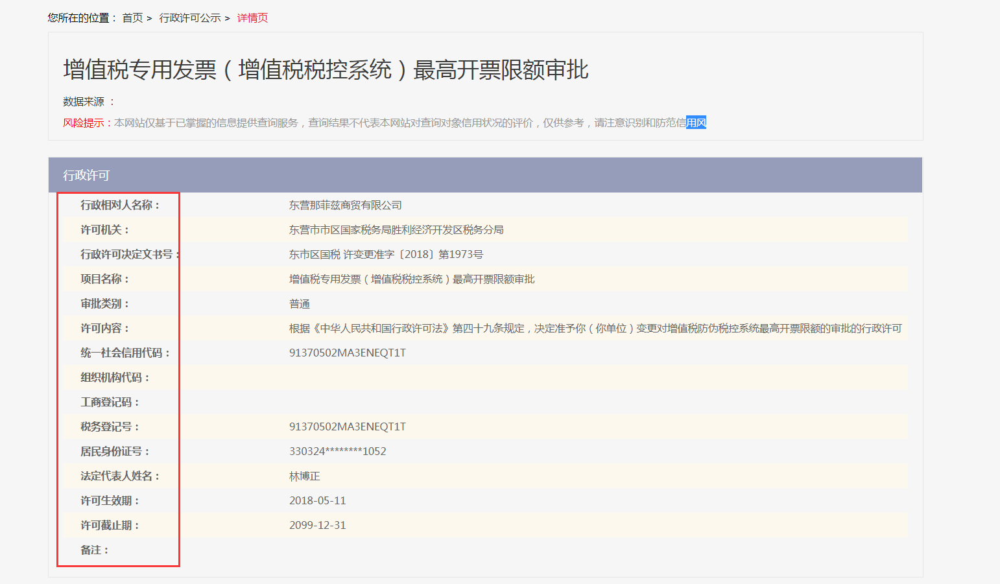 您所在的位置： 首页 > 行政许可公示 > 详情页
增值税专用发票（增值税税控系统）最高开票限额审批
数据来源 ：
风险提示：本网站仅基于已掌握的信息提供查询服务，查询结果不代表本网站对查询对象信用状况的评价，仅供参考，请注意识别和防范信用风
行政许可
行政相对人名称： 东营那菲兹商贸有限公司
许可机关： 东营市市区国家税务局胜利经济开发区税务分局
行政许可决定文书号： 东市区国税 许变更准字〔2018〕第1973号
项目名称： 增值税专用发票（增值税税控系统）最高开票限额审批
审批类别： 普通
许可内容： 根据《中华人民共和国行政许可法》第四十九条规定，决定准予你（你单位）变更对增值税防伪税控系统最高开票限额的审批的行政许可
统一社会信用代码： 91370502MA3ENEQT1T
组织机构代码：
工商登记码：
税务登记号： 91370502MA3ENEQT1T
居民身份证号： 330324********1052
法定代表人姓名： 林博正
许可生效期： 2018-05-11
许可截止期： 2099-12-31
备注：